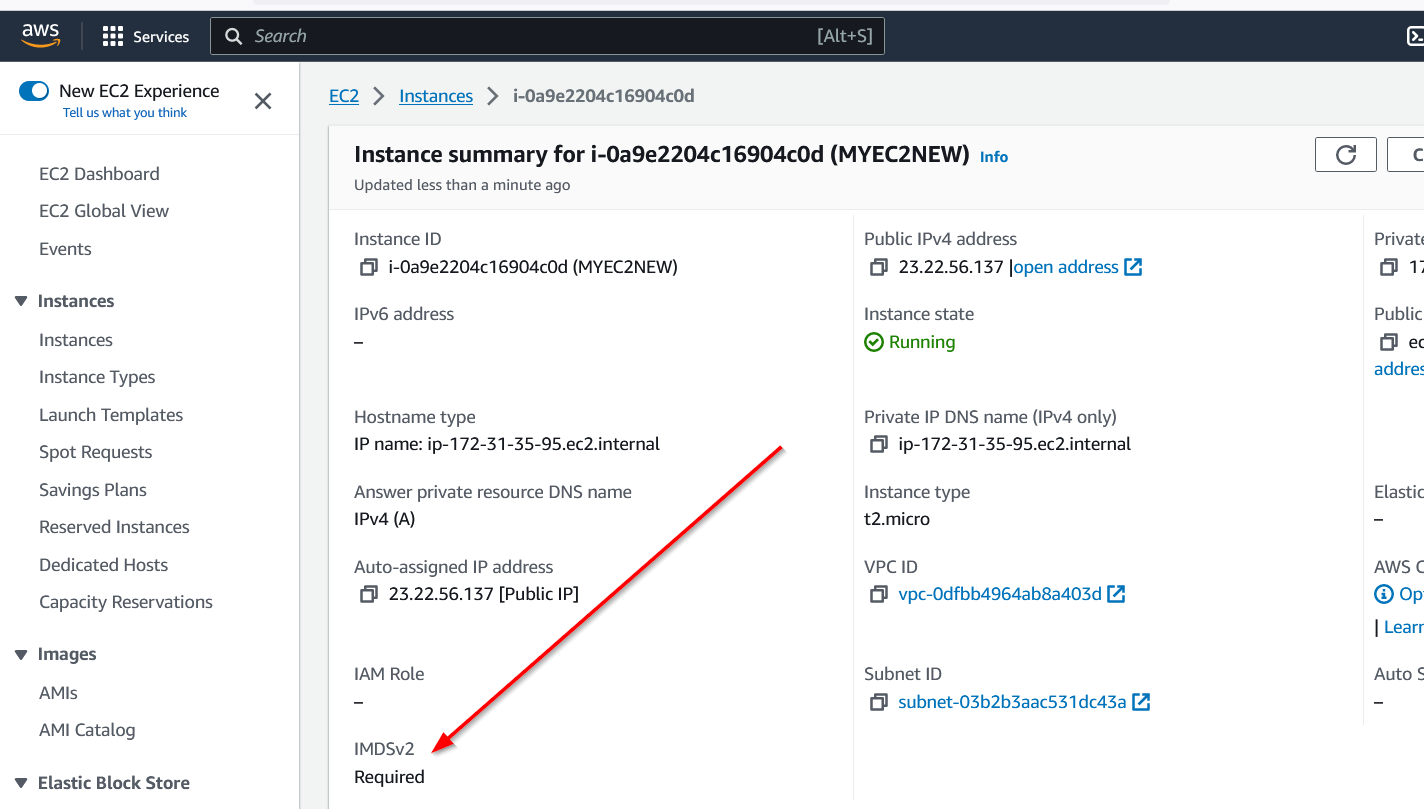 aws
Services
Search
[Alt+S]
New EC2 Experience
Tell us what you think
EC2 Dashboard
EC2 Global View
Events
Instances
Instances
Instance Types
Launch Templates
Spot Requests
Savings Plans
Reserved Instances
Dedicated Hosts
Capacity Reservations
Images
AMIs
AMI Catalog
Elastic Block Store
EC2 > Instances > i-0a9e2204c16904c0d
Instance summary for i-0a9e2204c16904c0d (MYEC2NEW) Info
Updated less than a minute ago
C
Instance ID
i-0a9e2204c16904c0d (MYEC2NEW)
IPv6 address
–
Hostname type
IP name: ip-172-31-35-95.ec2.internal
Answer private resource DNS name
IPv4 (A)
Auto-assigned IP address
23.22.56.137 [Public IP]
IAM Role
–
IMDSv2
Required
Public IPv4 address
23.22.56.137 |open address
Instance state
Running
Private IP DNS name (IPv4 only)
ip-172-31-35-95.ec2.internal
Instance type
t2.micro
VPC ID
vpc-0dfbb4964ab8a403d
Subnet ID
subnet-03b2b3aac531dc43a
Private
17
Public
ec
addres
Elastic
–
AWS C
Opt
| Learn
Auto S
–